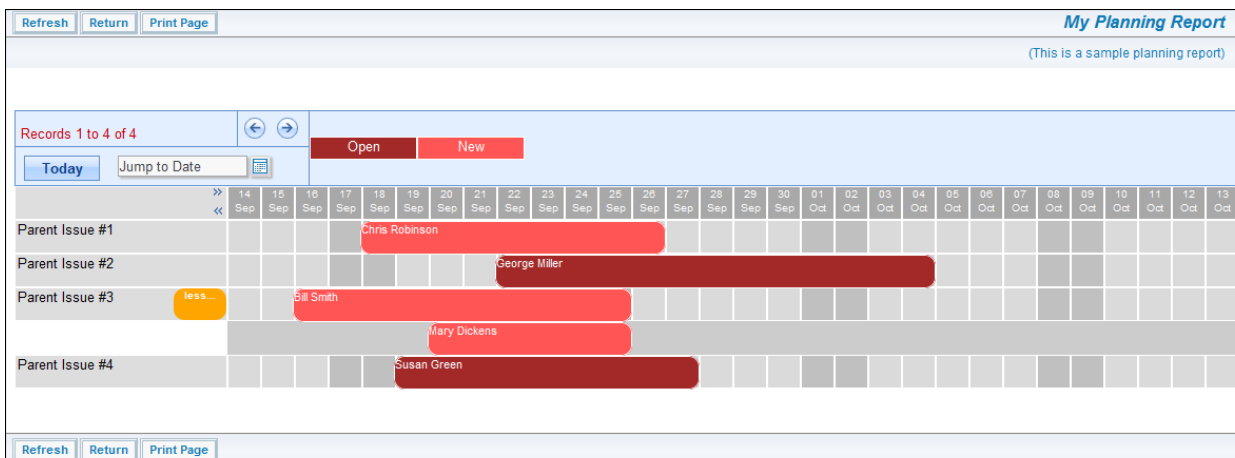 Refresh Return Print Page My Planning Report
(This is a sample planning report)
Records 1 to 4 of 4
Open New
Today Jump to Date
» 14 15 16 17 18 19 20 21 22 23 24 25 26 27 28 29 30 01 02 03 04 05 06 07 08 09 10 11 12 13
« Sep Sep Sep Sep Sep Sep Sep Sep Sep Sep Sep Sep Sep Sep Sep Sep Sep Oct Oct Oct Oct Oct Oct Oct Oct Oct Oct Oct Oct Oct
Parent Issue #1 Chris Robinson
Parent Issue #2 George Miller
Parent Issue #3 less... Bill Smith
Mary Dickens
Parent Issue #4 Susan Green
Refresh Return Print Page